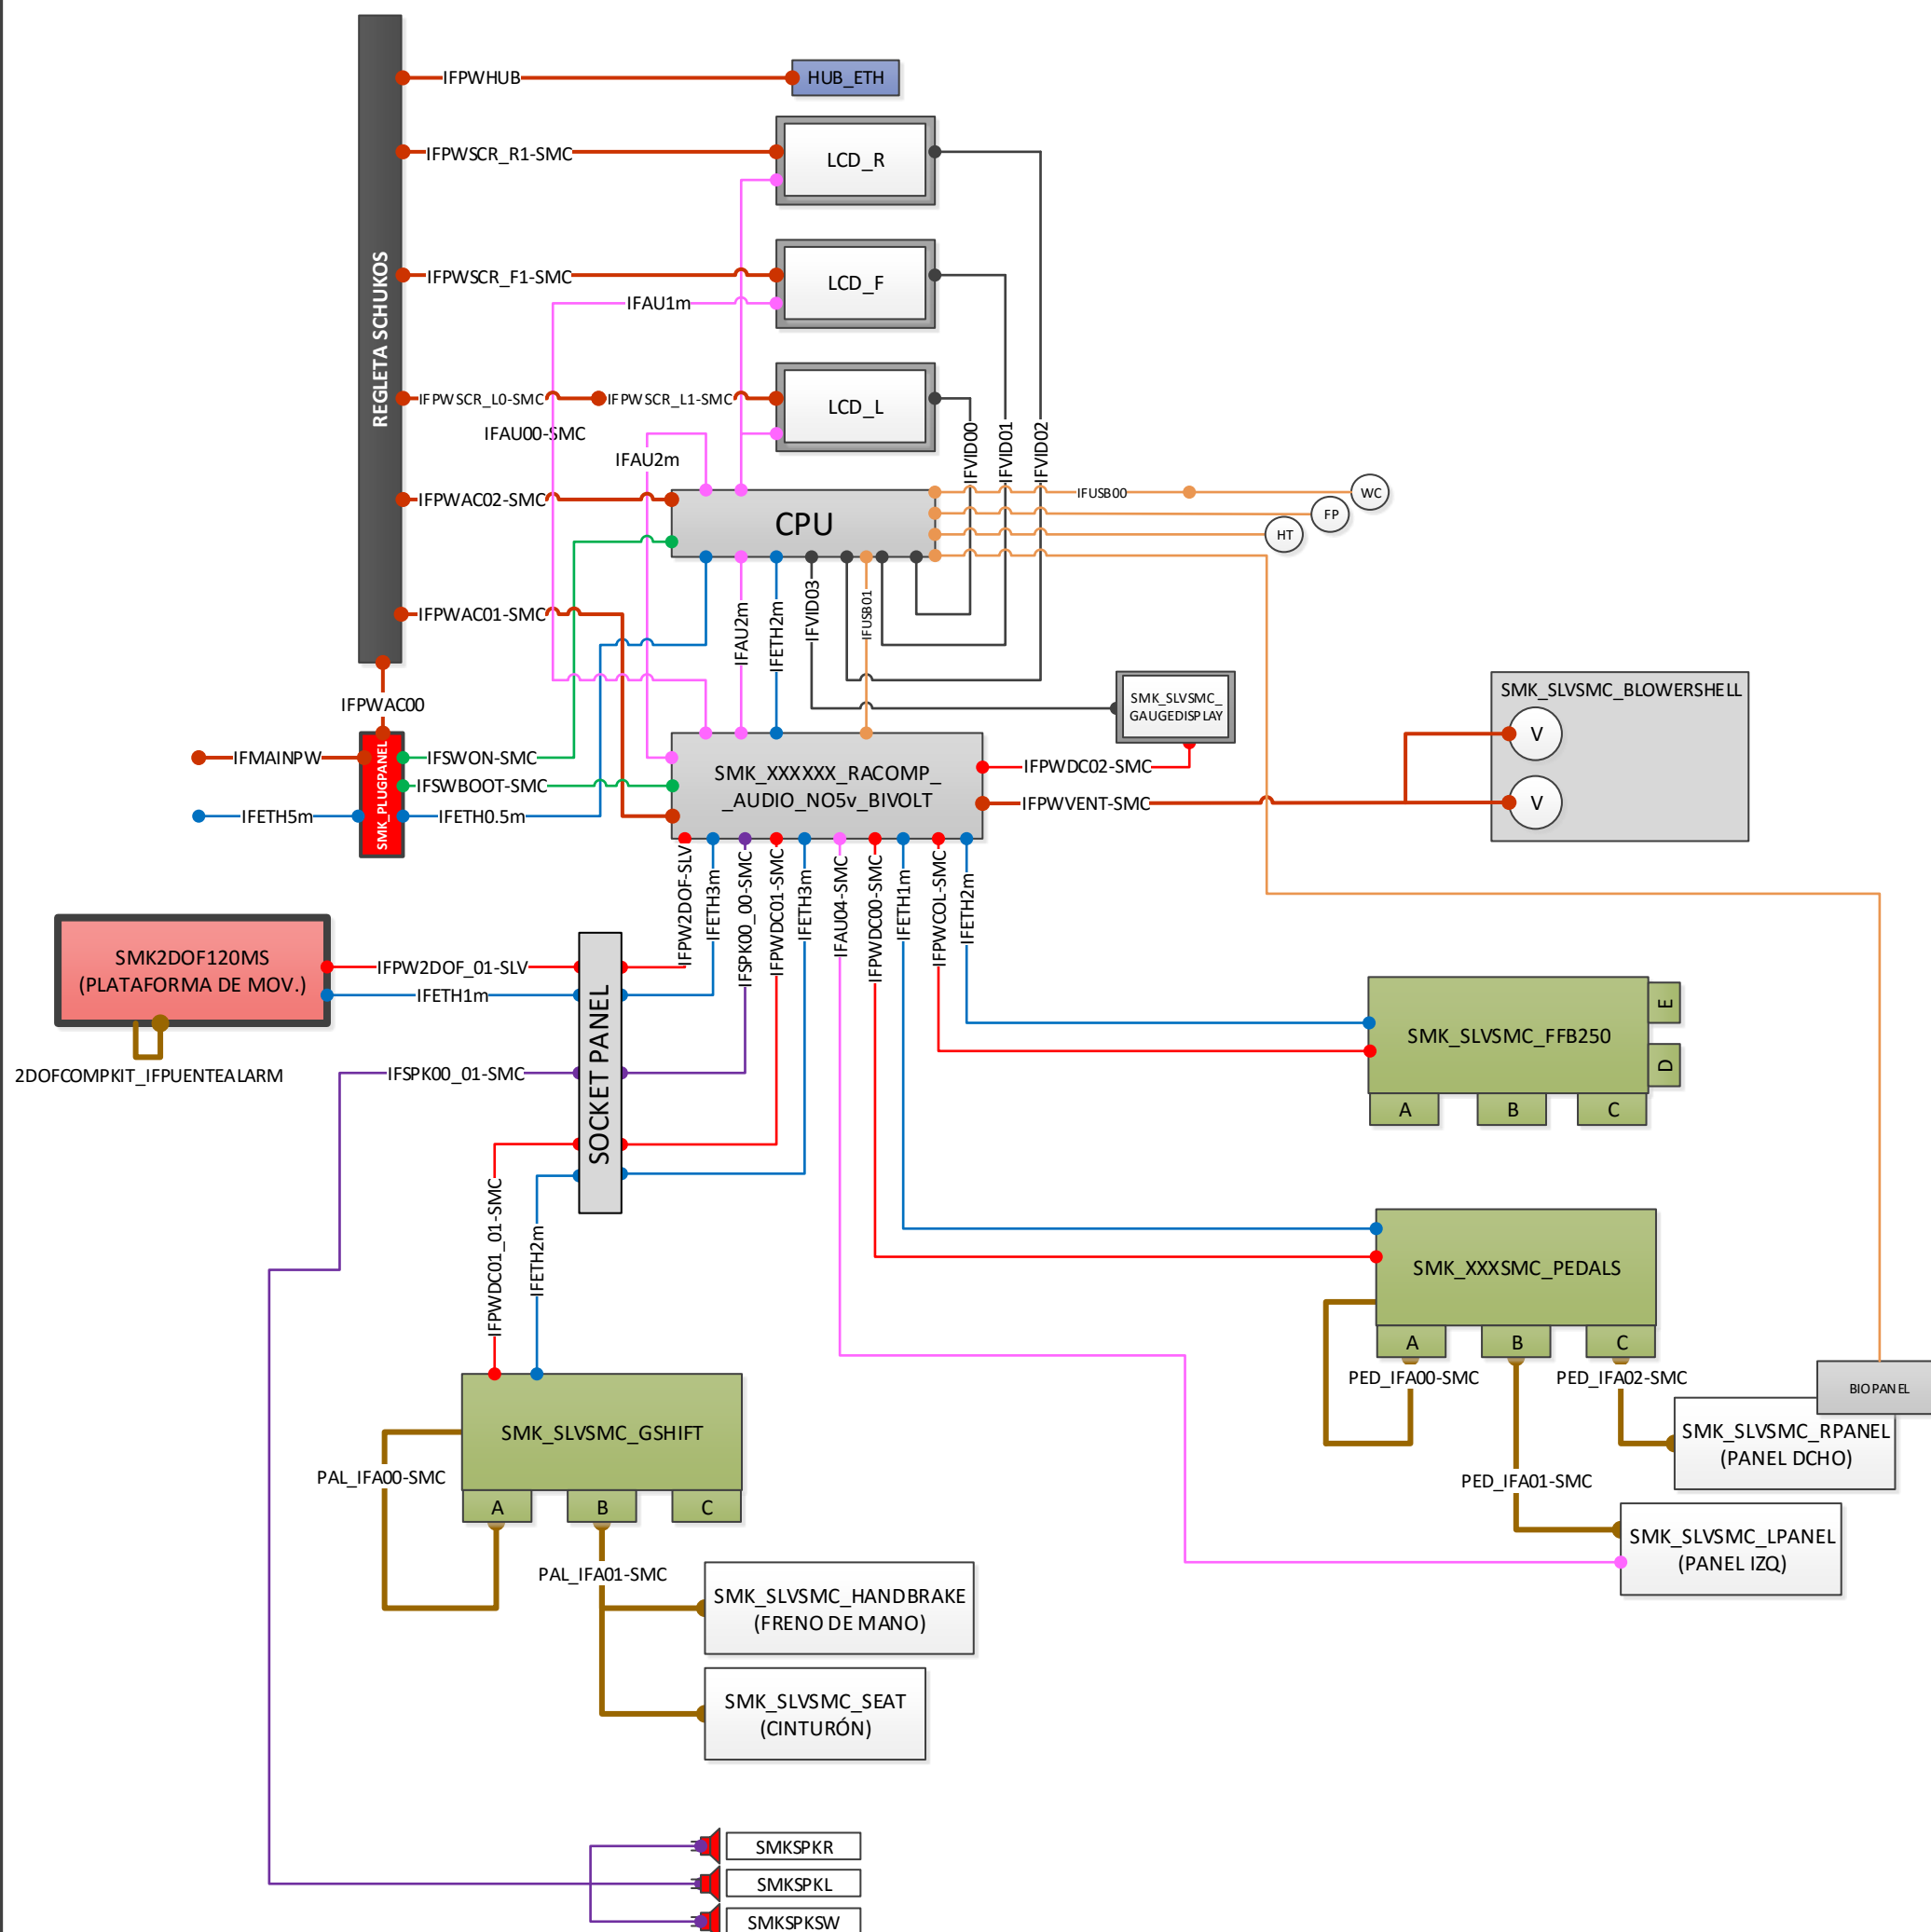 REGLETA SCHUKOS
IFPWHUB
HUB_ETH
IFPWSCR_R1-SMC
LCD_R
IFPWSCR_F1-SMC
LCD_F
IFAU1m
IFPWSCR_L0-SMC
IFPWSCR_L1-SMC
LCD_L
IFAU00-SMC
IFAU2m
IFVID00
IFVID01
IFVID02
IFPWAC02-SMC
CPU
IFUSB00
WC
FP
HT
IFPWAC01-SMC
IFAU2m
IFETH2m
IFVID03
IFUSB01
IFPWAC00
SMK_PLUGPANEL
IFMAINPW
IFETH5m
IFSWON-SMC
IFSWBOOT-SMC
IFETH0.5m
SMK_XXXXXX_RACOMP_
_AUDIO_NO5v_BIVOLT
SMK_SLVSMC_
GAUGEDISPLAY
IFPWDC02-SMC
IFPWVENT-SMC
SMK_SLVSMC_BLOWERSHELL
V
V
IFPW2DOF-SLV
IFETH3m
IFSPK00_00-SMC
IFPWDC01-SMC
IFETH3m
IFAU04-SMC
IFPWDC00-SMC
IFETH1m
IFPWCOL-SMC
IFETH2m
SMK2DOF120MS
(PLATAFORMA DE MOV.)
IFPW2DOF_01-SLV
IFETH1m
2DOFCOMPKIT_IFPUENTEALARM
IFSPK00_01-SMC
SOCKET PANEL
SMK_SLVSMC_FFB250
E
D
A
B
C
IFPWDC01_01-SMC
IFETH2m
SMK_XXXSMC_PEDALS
A
B
C
PED_IFA00-SMC
PED_IFA02-SMC
BIOPANEL
SMK_SLVSMC_RPANEL
(PANEL DCHO)
PED_IFA01-SMC
SMK_SLVSMC_LPANEL
(PANEL IZQ)
SMK_SLVSMC_GSHIFT
PAL_IFA00-SMC
A
B
C
PAL_IFA01-SMC
SMK_SLVSMC_HANDBRAKE
(FRENO DE MANO)
SMK_SLVSMC_SEAT
(CINTURÓN)
SMKSPKR
SMKSPKL
SMKSPKSW